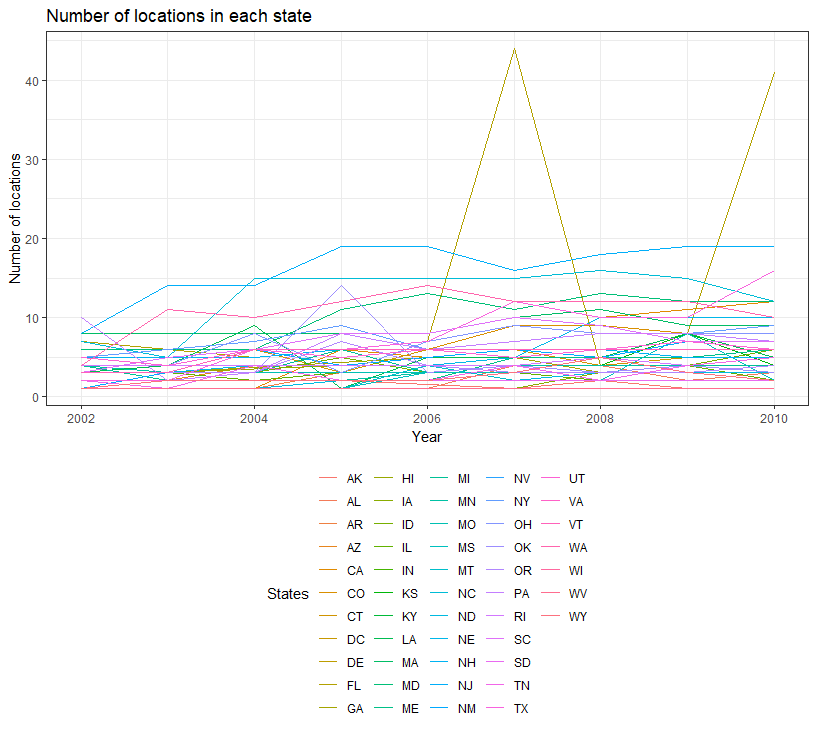 Number of locations in each state
Number of locations
40
30
20
10
0
2002 2004 2006 2008 2010
Year
States
AK HI MI NV UT
AL IA MN NY VA
AR ID MO OH VT
AZ IL MS OK WA
CA IN MT OR WI
CO KS NC PA WV
CT KY ND RI WY
DC LA NE SC
DE MA NH SD
FL MD NJ TN
GA ME NM TX